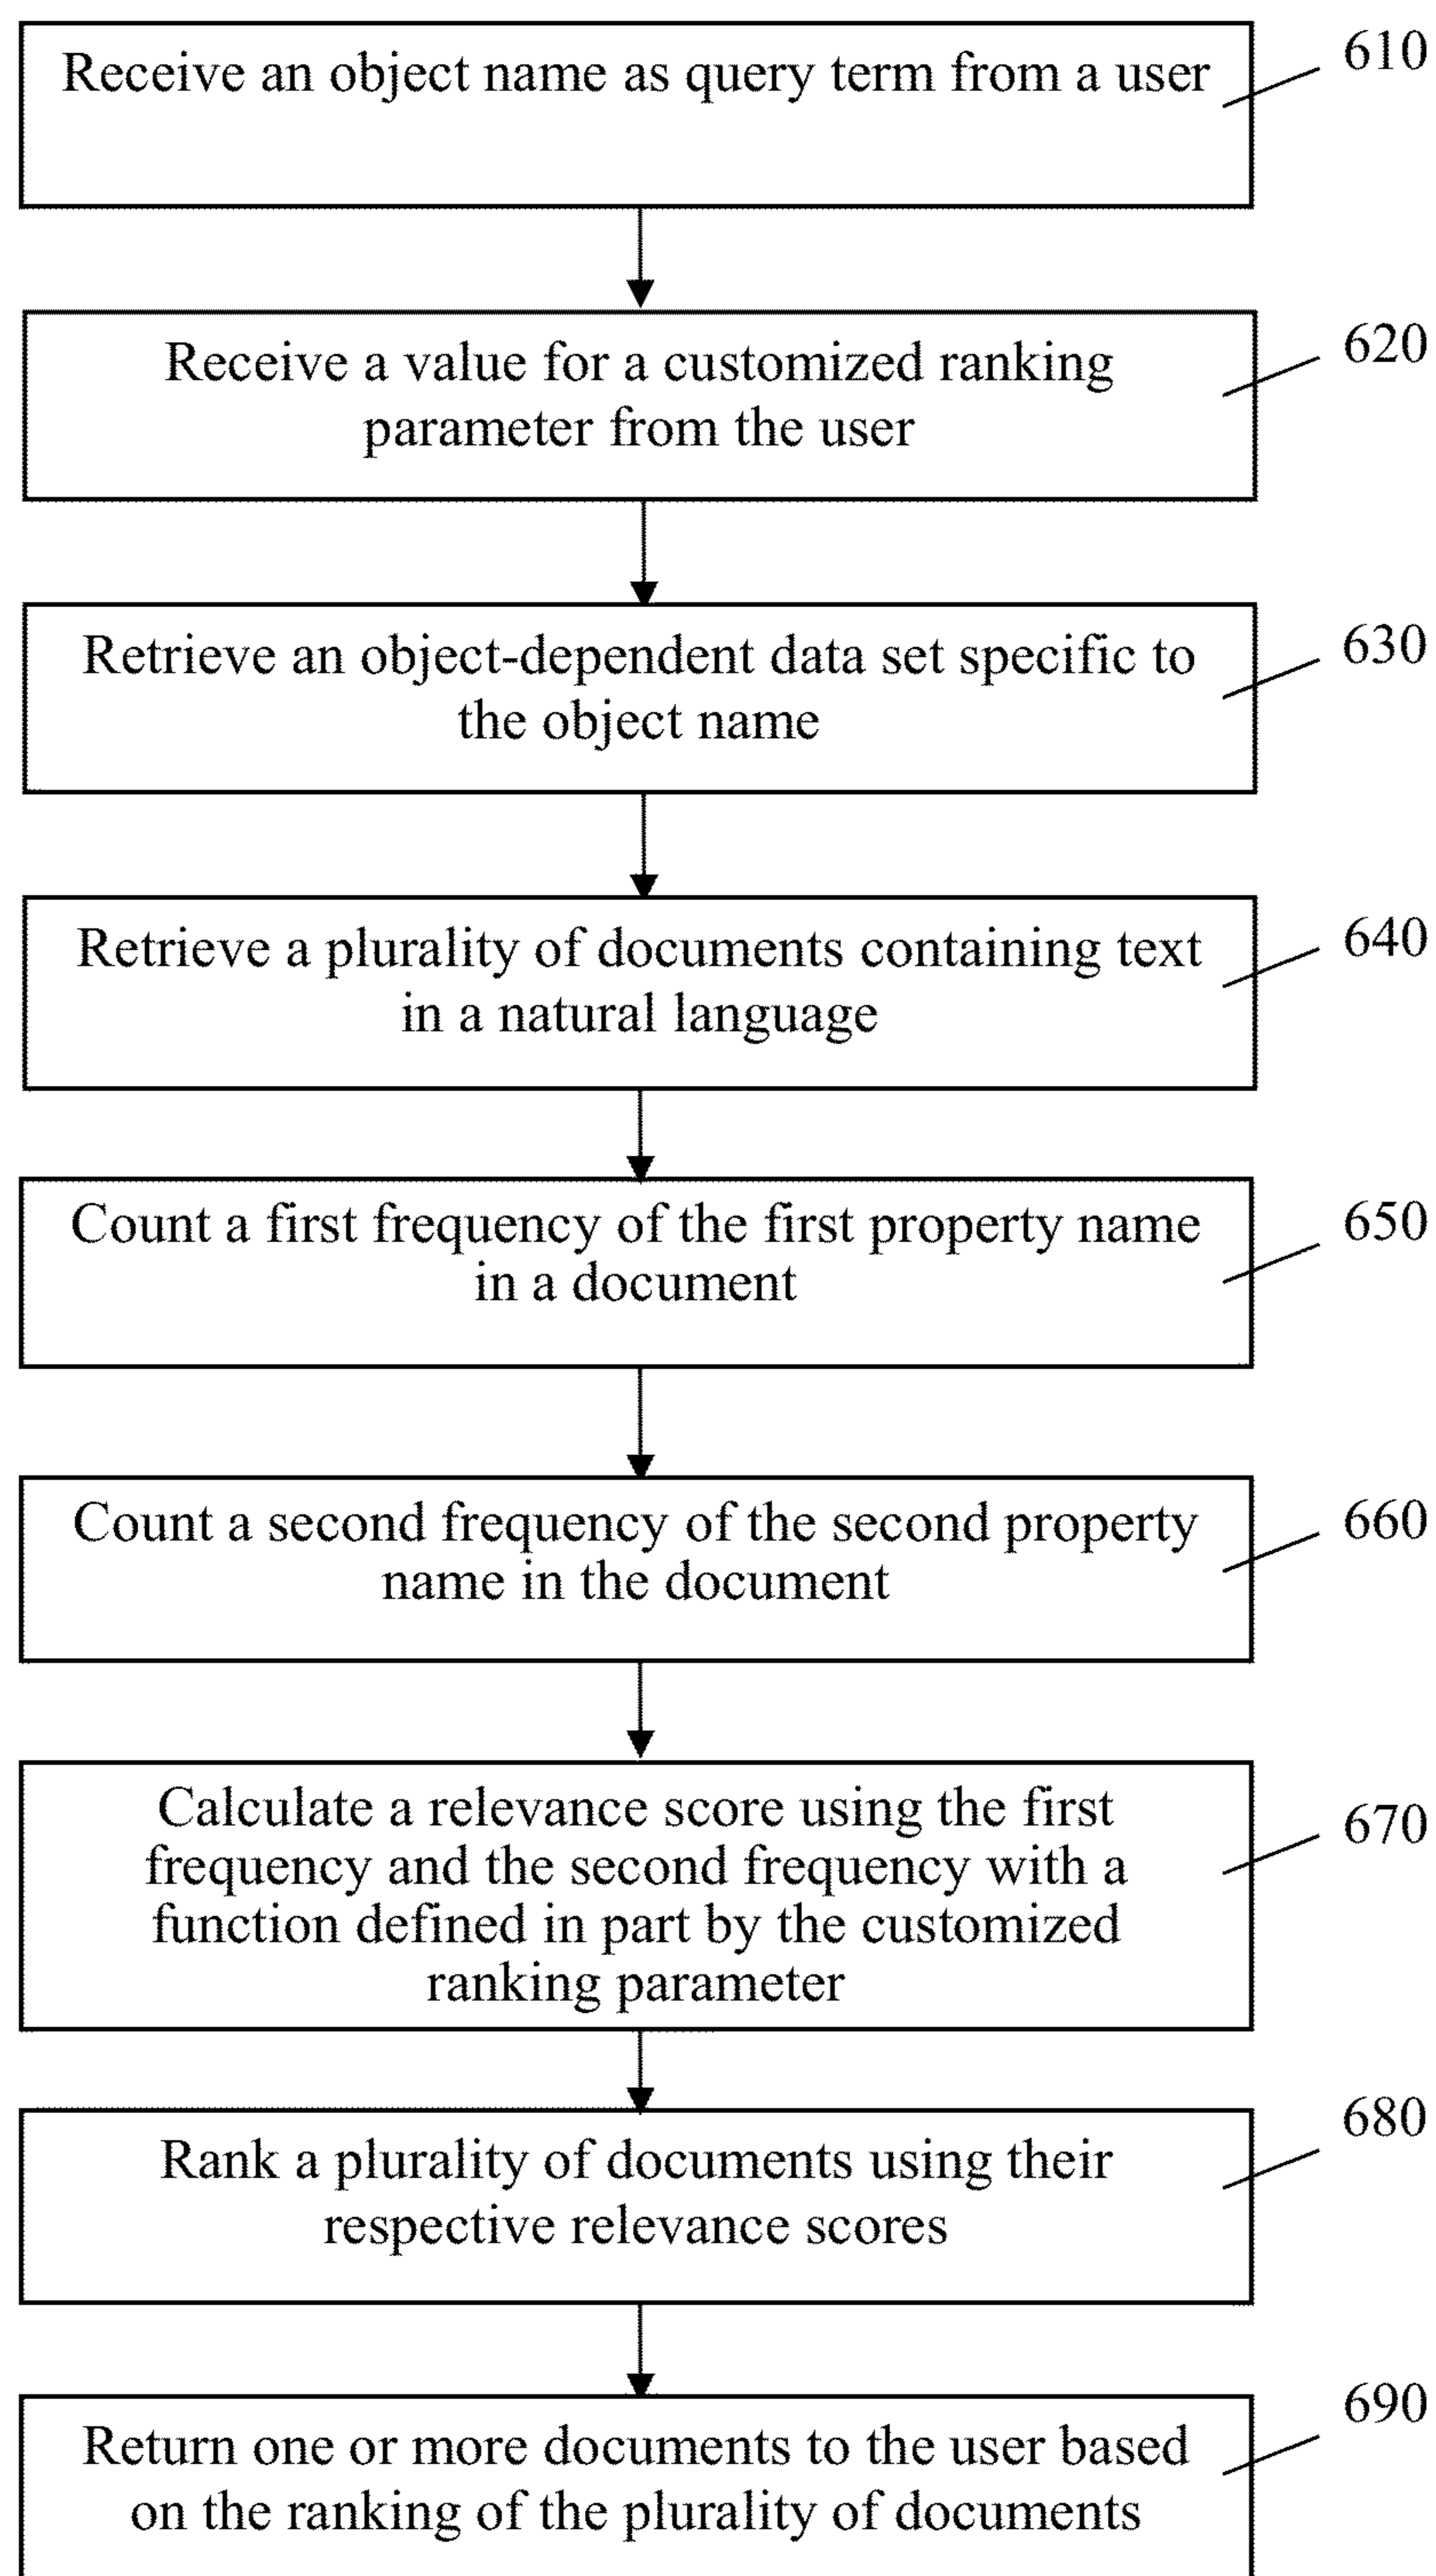 Receive an object name as query term from a user
610
Receive a value for a customized ranking
parameter from the user
620
Retrieve an object-dependent data set specific to
the object name
630
Retrieve a plurality of documents containing text
in a natural language
640
Count a first frequency of the first property name
in a document
650
Count a second frequency of the second property
name in the document
660
Calculate a relevance score using the first
frequency and the second frequency with a
function defined in part by the customized
ranking parameter
670
Rank a plurality of documents using their
respective relevance scores
680
Return one or more documents to the user based
on the ranking of the plurality of documents
690